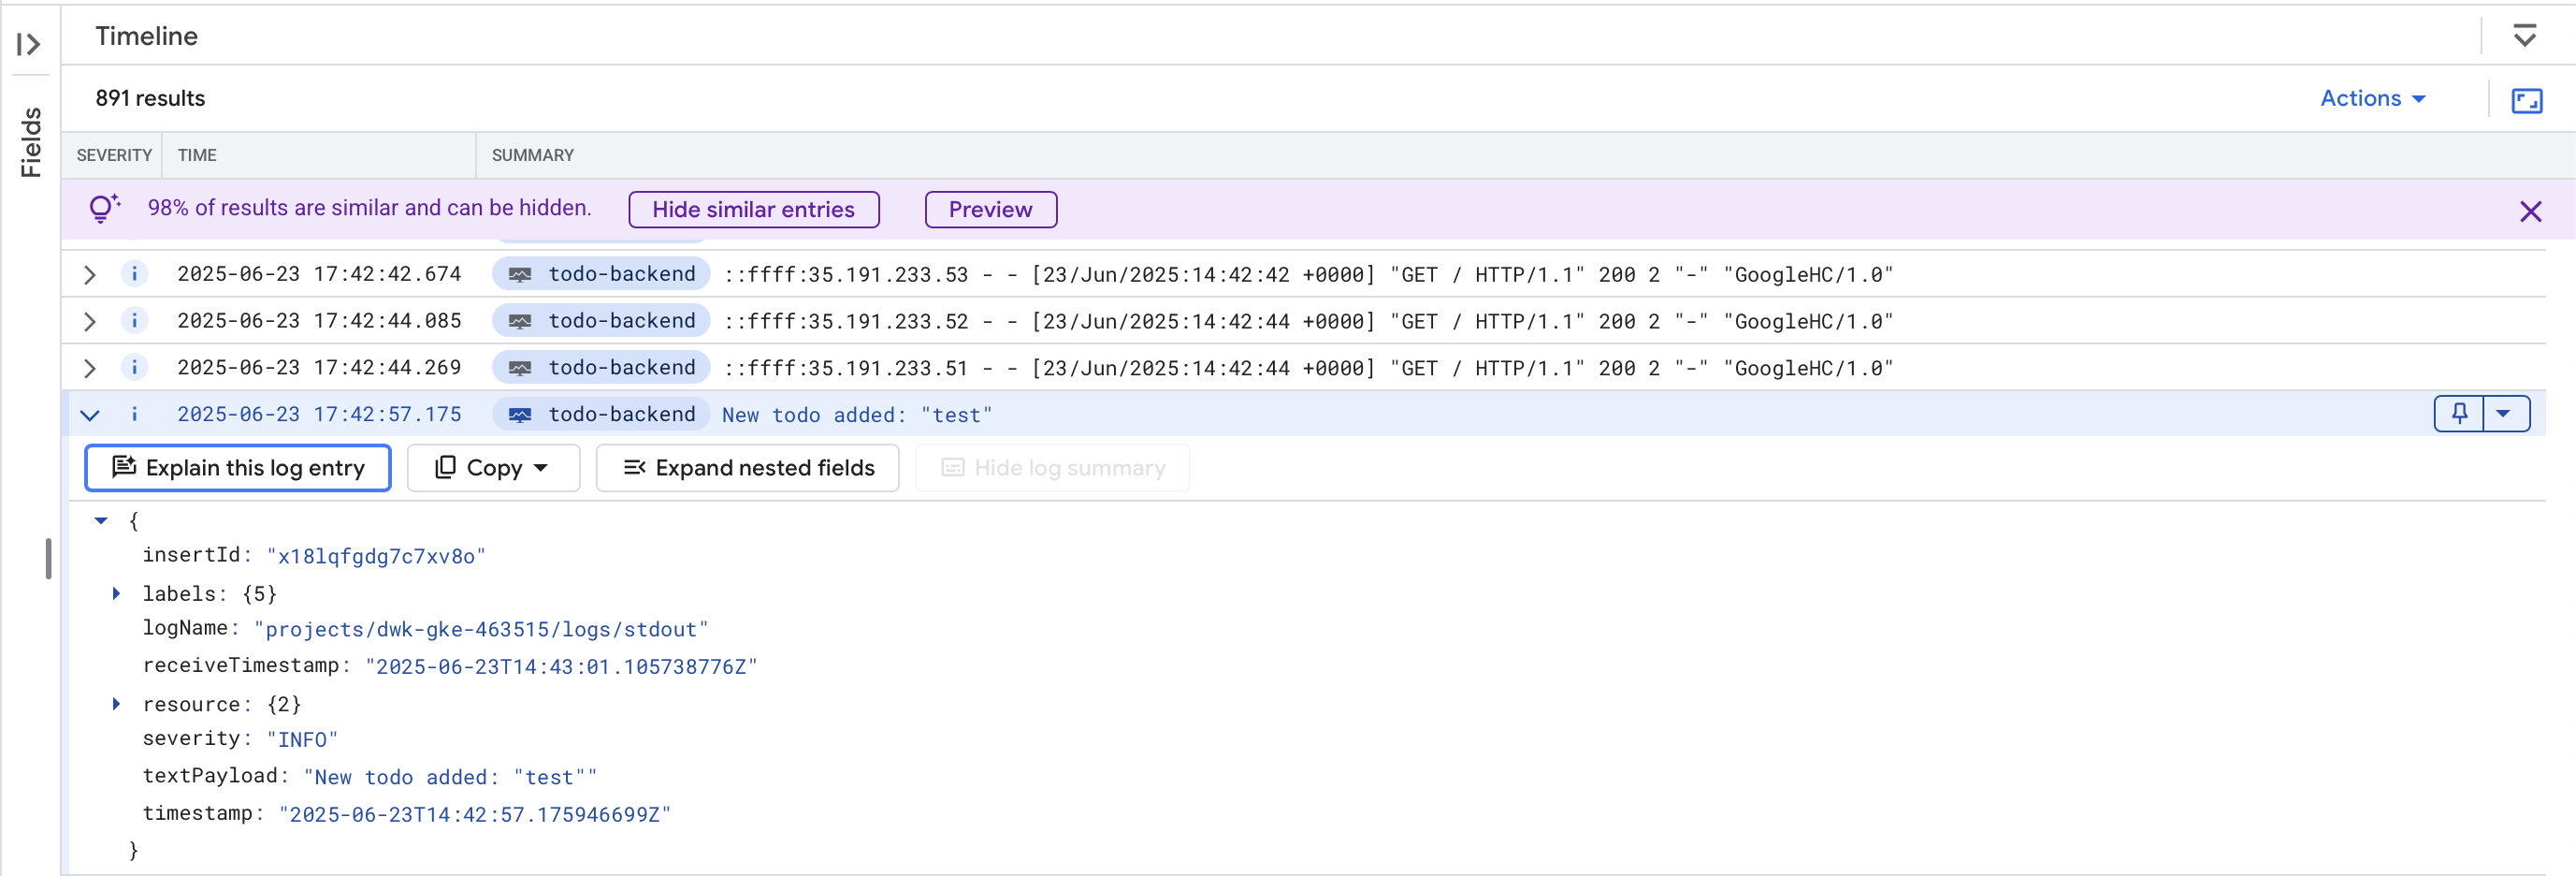 Timeline
Fields
891 results
Actions
SEVERITY TIME SUMMARY
98% of results are similar and can be hidden. Hide similar entries Preview
i 2025-06-23 17:42:42.674 todo-backend ::ffff:35.191.233.53 - - [23/Jun/2025:14:42:42 +0000] "GET / HTTP/1.1" 200 2 "-" "GoogleHC/1.0"
i 2025-06-23 17:42:44.085 todo-backend ::ffff:35.191.233.52 - - [23/Jun/2025:14:42:44 +0000] "GET / HTTP/1.1" 200 2 "-" "GoogleHC/1.0"
i 2025-06-23 17:42:44.269 todo-backend ::ffff:35.191.233.51 - - [23/Jun/2025:14:42:44 +0000] "GET / HTTP/1.1" 200 2 "-" "GoogleHC/1.0"
i 2025-06-23 17:42:57.175 todo-backend New todo added: "test"
Explain this log entry Copy Expand nested fields Hide log summary
{
insertId: "x18lqfgdg7c7xv8o"
labels: {5}
logName: "projects/dwk-gke-463515/logs/stdout"
receiveTimestamp: "2025-06-23T14:43:01.105738776Z"
resource: {2}
severity: "INFO"
textPayload: "New todo added: "test""
timestamp: "2025-06-23T14:42:57.175946699Z"
}